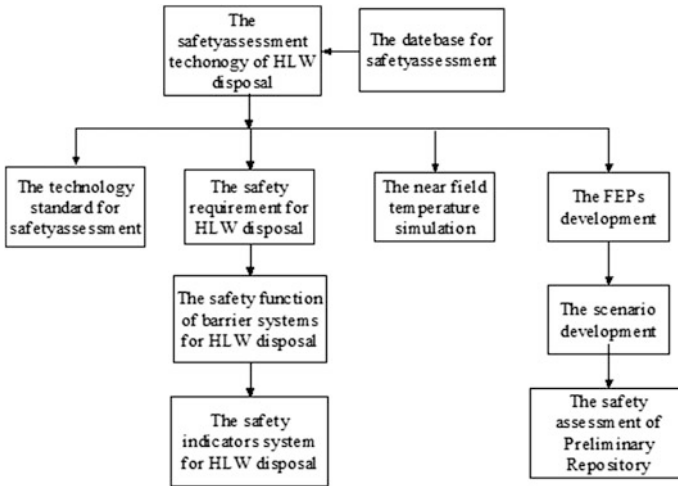 The
safetyassessment
techonogy of HLW
disposal
The datebase for
safetyassessment
The technology
standard for
safetyassessment
The safety
requirement for
HLW disposal
The near field
temperature
simulation
The FEPs
development
The safety function
of barrier systems
for HLW disposal
The scenario
development
The safety
indicators system
for HLW disposal
The safety
assessment of
Preliminary
Repository